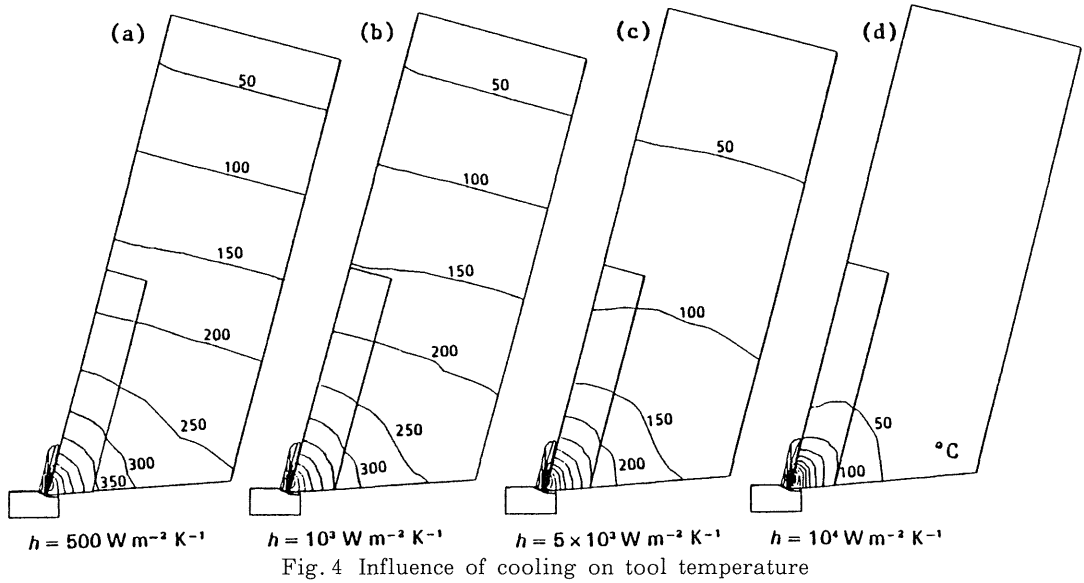 (a)
50
100
150
200
250
300
350
h = 500 W m⁻² K⁻¹
(b)
50
100
150
200
250
300
h = 10³ W m⁻² K⁻¹
(c)
50
100
150
200
h = 5 × 10³ W m⁻² K⁻¹
(d)
50
100
°C
h = 10⁴ W m⁻² K⁻¹
Fig. 4 Influence of cooling on tool temperature